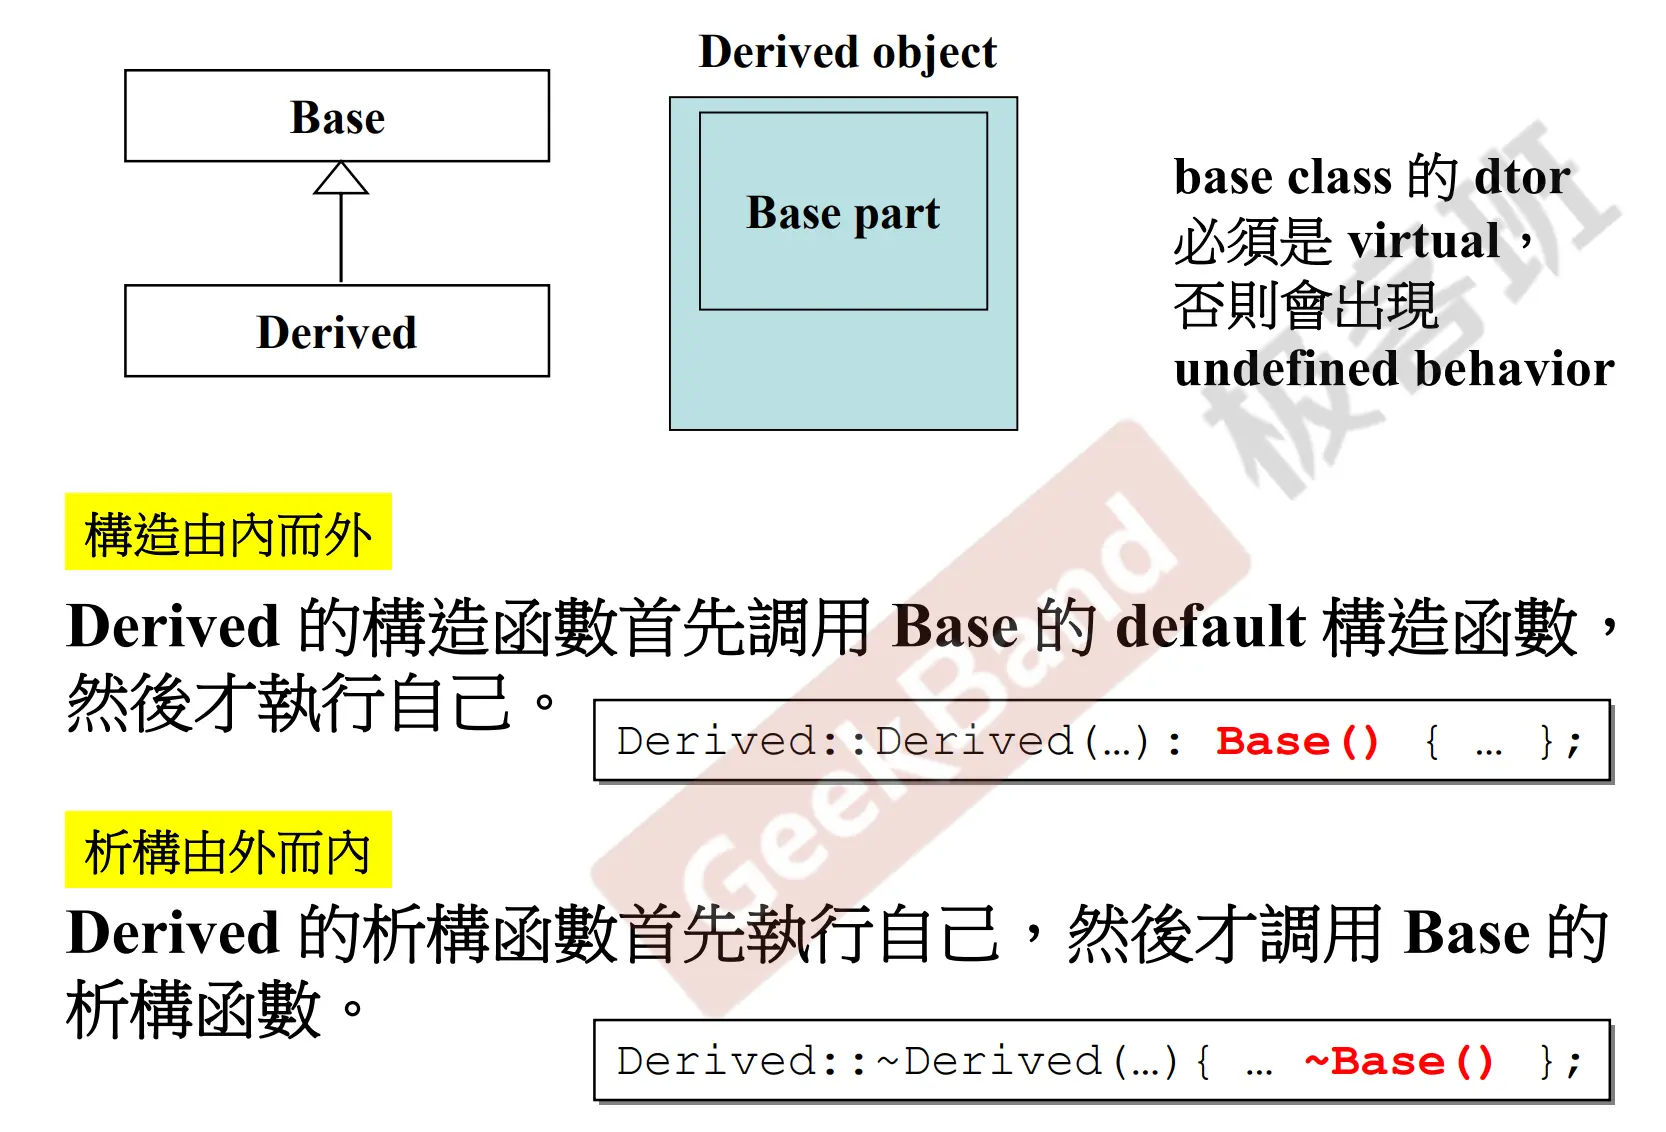 Base
Derived
Derived object
Base part
base class 的 dtor
必須是 virtual，
否則會出現
undefined behavior
構造由內而外
Derived 的構造函數首先調用 Base 的 default 構造函數，
然後才執行自己。
Derived::Derived(…): Base() { … };
析構由外而內
Derived 的析構函數首先執行自己，然後才調用 Base 的
析構函數。
Derived::~Derived(…){ … ~Base() };
GeekBand 极客班